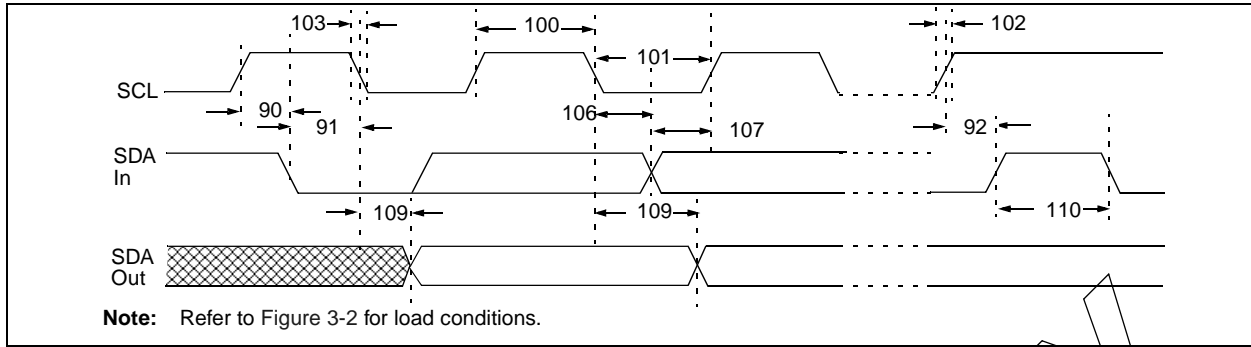 103
100
102
101
SCL
90
106
91
107
92
SDA
In
109
109
110
SDA
Out
Note: Refer to Figure 3-2 for load conditions.